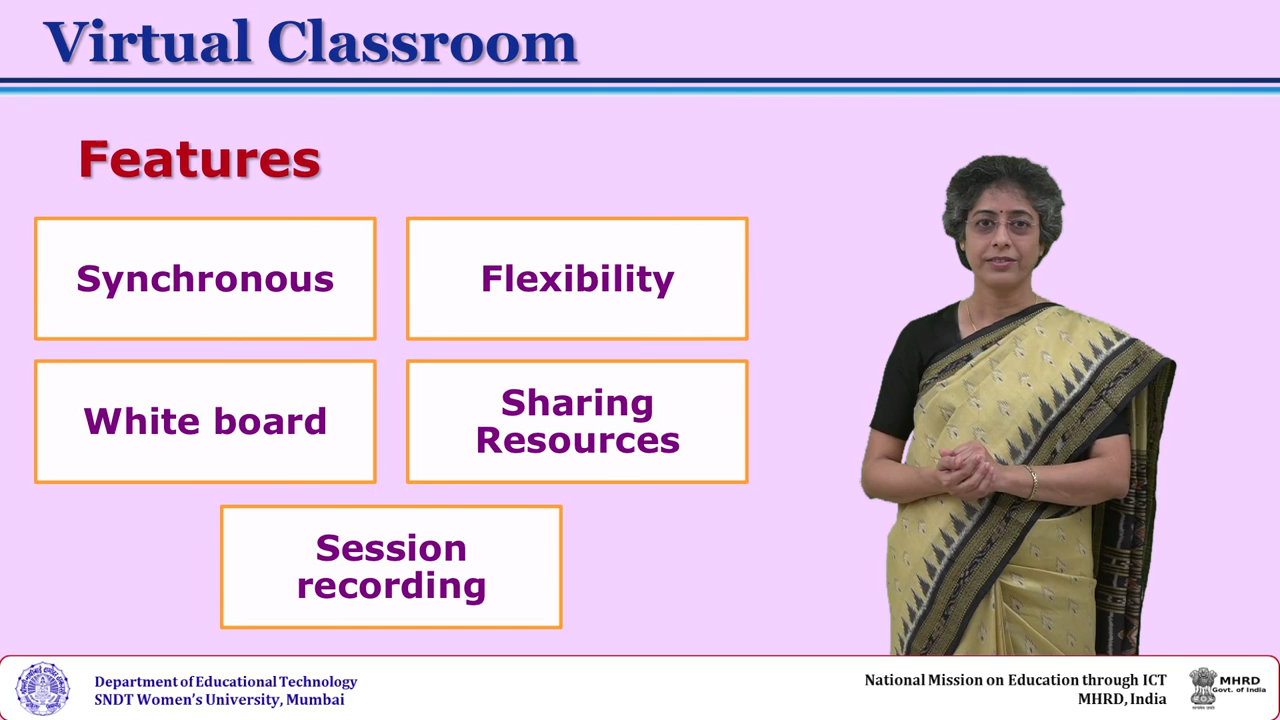 Virtual Classroom
Features
Synchronous
Flexibility
White board
Sharing
Resources
Session
recording
Department of Educational Technology
SNDT Women's University, Mumbai
National Mission on Education through ICT
MHRD, India
MHRD
Govt. of India